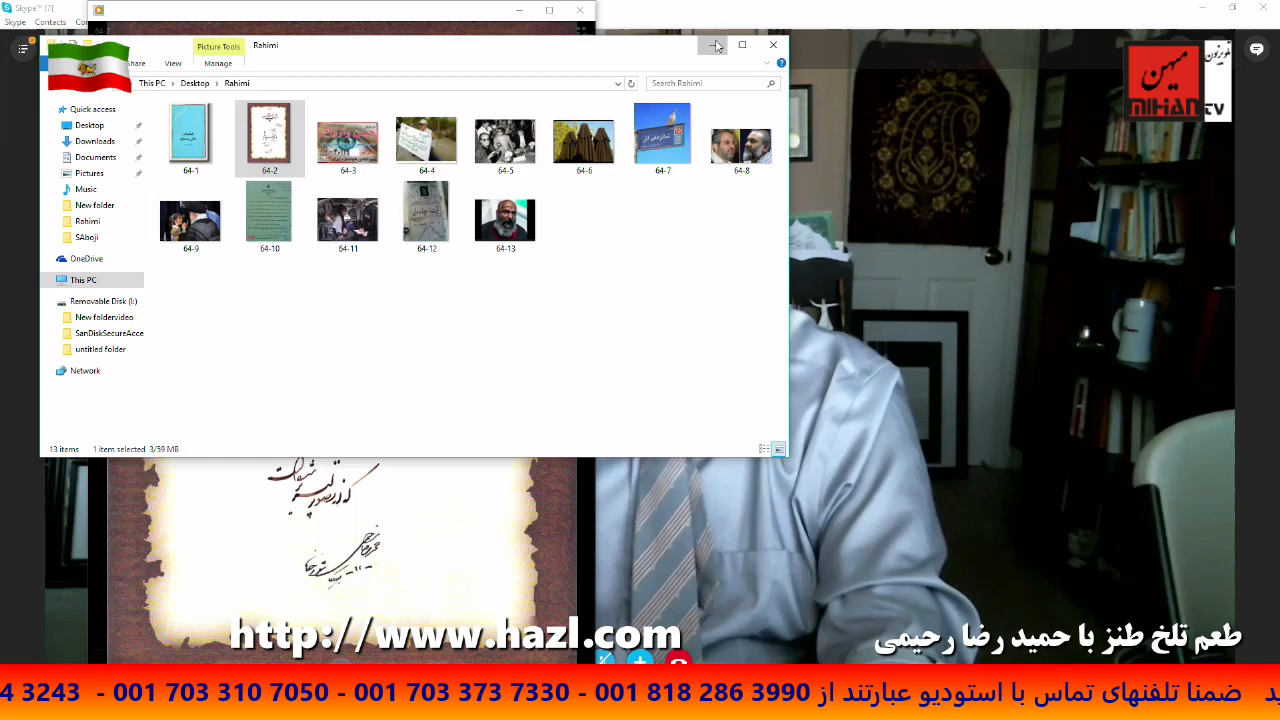 Skype™ [7]
Skype Contacts
Picture Tools Rahimi
Share View Manage
This PC Desktop Rahimi
Search Rahimi
Quick access
Desktop
Downloads
Documents
Pictures
Music
New folder
Rahimi
SAboji
OneDrive
This PC
Removable Disk (I:)
New foldervideo
SanDiskSecureAcce
untitled folder
Network
64-1 64-2 64-3 64-4 64-5 64-6 64-7 64-8
64-9 64-10 64-11 64-12 64-13
13 items 1 item selected 3/59 MB
میهن
تلویزیون
MIHAN TV
http://www.hazl.com
طعم تلخ طنز با حمید رضا رحیمی
ید ضمنا تلفنهای تماس با استودیو عبارتند از 3990 286 818 001 - 7330 373 703 001 - 7050 310 703 001 - 3243 4